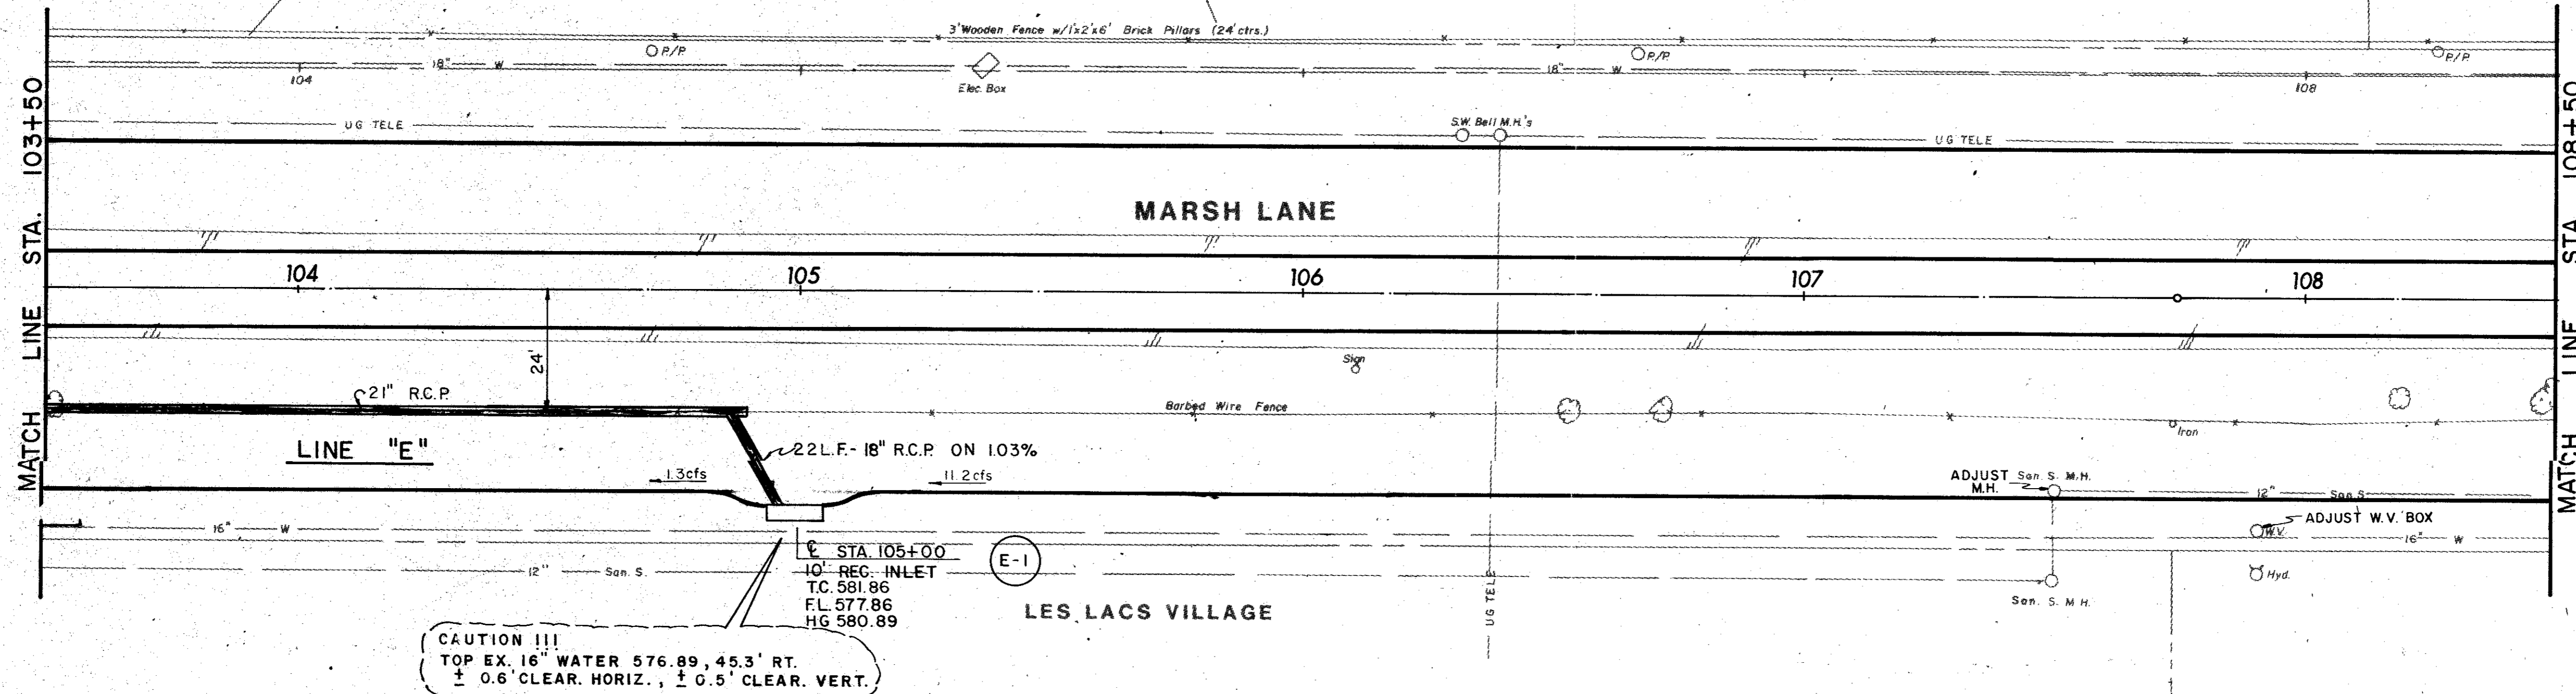 3' Wooden Fence w/1'x2'x6' Brick Pillars (24' ctrs.)
P/P.
P/P.
P/P.
18" W
18" W
104
108
Elec. Box
UG TELE
S.W. Bell M.H.'s
UG TELE
MATCH LINE STA. 103+50
MATCH LINE STA 108+50
MARSH LANE
104
105
106
107
108
24'
Sign
21" R.C.P.
Barbed Wire Fence
Iron
LINE "E"
22 L.F.- 18" R.C.P. ON 1.03%
1.3cfs
11.2 cfs
ADJUST San. S. M.H.
M.H.
12" San. S
16" W
ADJUST W.V. BOX
W.V.
16" W
℄ STA. 105+00
10' REC. INLET
T.C. 581.86
F.L. 577.86
HG 580.89
E-1
12" San. S.
UG TELE
Hyd.
San. S. M.H.
LES LACS VILLAGE
CAUTION !!!
TOP EX. 16" WATER 576.89, 45.3' RT.
± 0.6' CLEAR. HORIZ., ± 0.5' CLEAR. VERT.